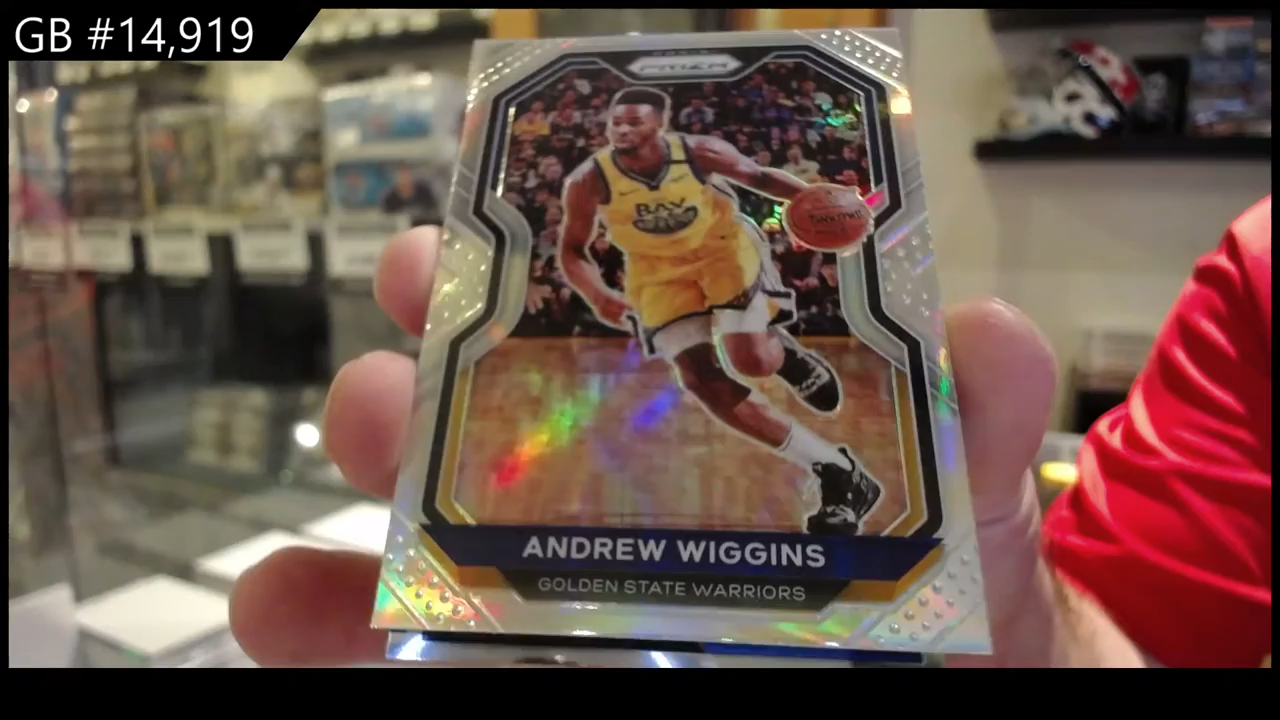 GB #14,919
PRIZM
BAY
ANDREW WIGGINS
GOLDEN STATE WARRIORS